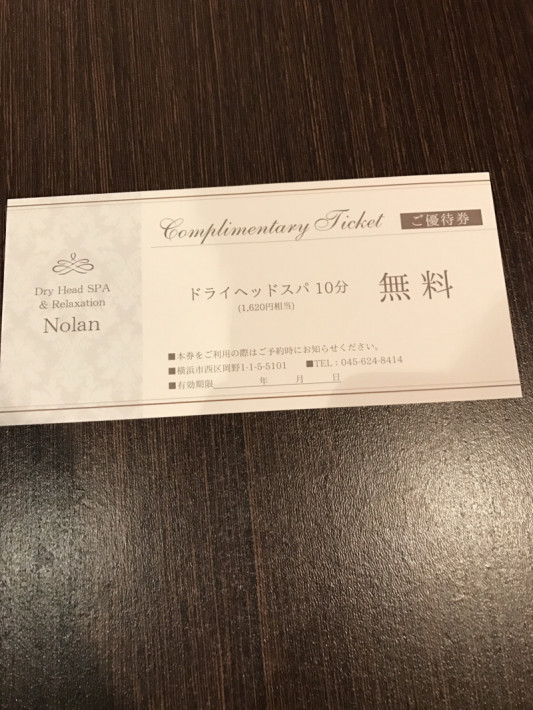 Complimentary Ticket ご優待券
Dry Head SPA
& Relaxation
Nolan
ドライヘッドスパ 10分 無料
(1,620円相当)
■本券をご利用の際はご予約時にお知らせください。
■横浜市西区岡野1-1-5-5101 ■TEL：045-624-8414
■有効期限 年 月 日